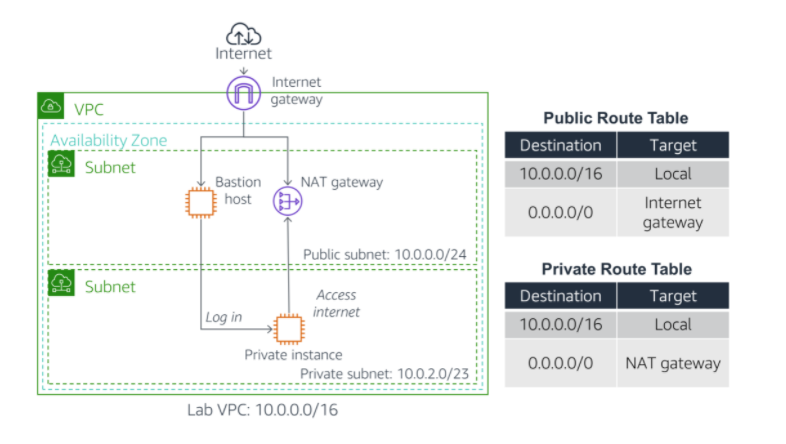 Internet
Internet
gateway
VPC
Availability Zone
Subnet
Bastion
host
NAT gateway
Public subnet: 10.0.0.0/24
Subnet
Access
internet
Log in
Private instance
Private subnet: 10.0.2.0/23
Lab VPC: 10.0.0.0/16
Public Route Table
Destination Target
10.0.0.0/16 Local
0.0.0.0/0 Internet
gateway
Private Route Table
Destination Target
10.0.0.0/16 Local
0.0.0.0/0 NAT gateway